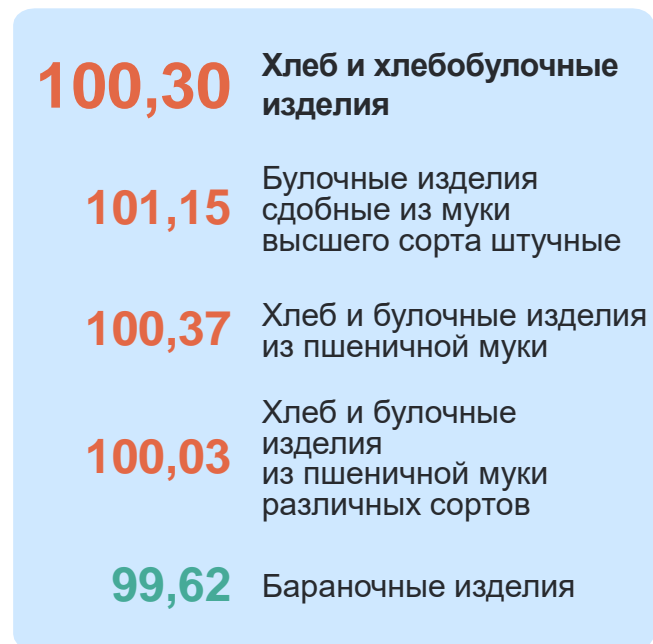 100,30 Хлеб и хлебобулочные
изделия
101,15 Булочные изделия
сдобные из муки
высшего сорта штучные
100,37 Хлеб и булочные изделия
из пшеничной муки
100,03 Хлеб и булочные
изделия
из пшеничной муки
различных сортов
99,62 Бараночные изделия